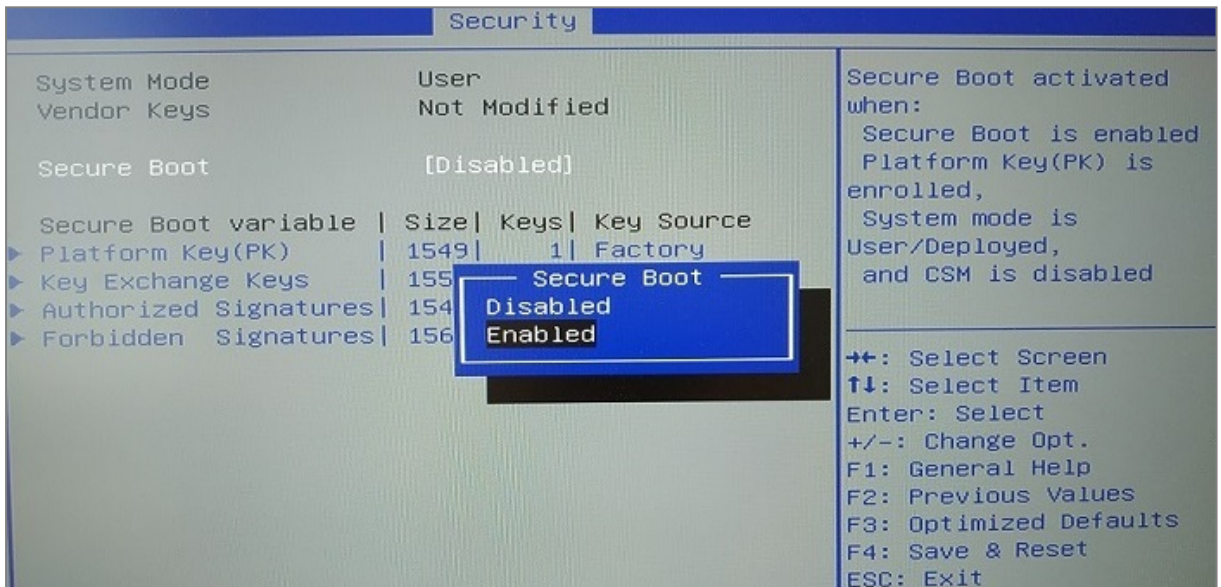 Security
System Mode User
Vendor Keys Not Modified
Secure Boot [Disabled]
Secure Boot variable | Size| Keys| Key Source
Platform Key(PK) | 1549| 1| Factory
Key Exchange Keys | 155
Authorized Signatures| 154
Forbidden Signatures| 156
Secure Boot
Disabled
Enabled
Secure Boot activated
when:
Secure Boot is enabled
Platform Key(PK) is
enrolled,
System mode is
User/Deployed,
and CSM is disabled
→←: Select Screen
↑↓: Select Item
Enter: Select
+/-: Change Opt.
F1: General Help
F2: Previous Values
F3: Optimized Defaults
F4: Save & Reset
ESC: Exit